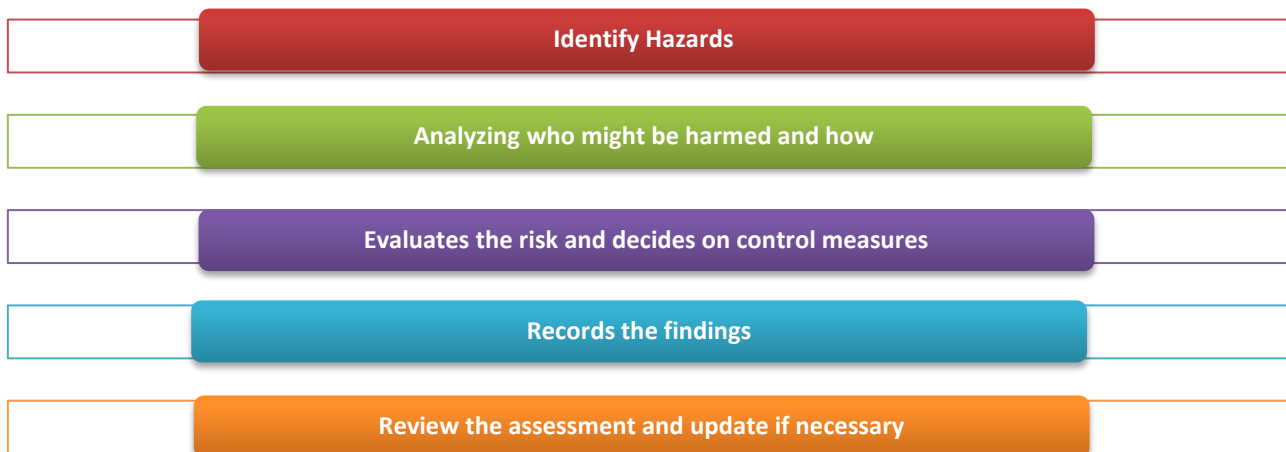 Identify Hazards
Analyzing who might be harmed and how
Evaluates the risk and decides on control measures
Records the findings
Review the assessment and update if necessary